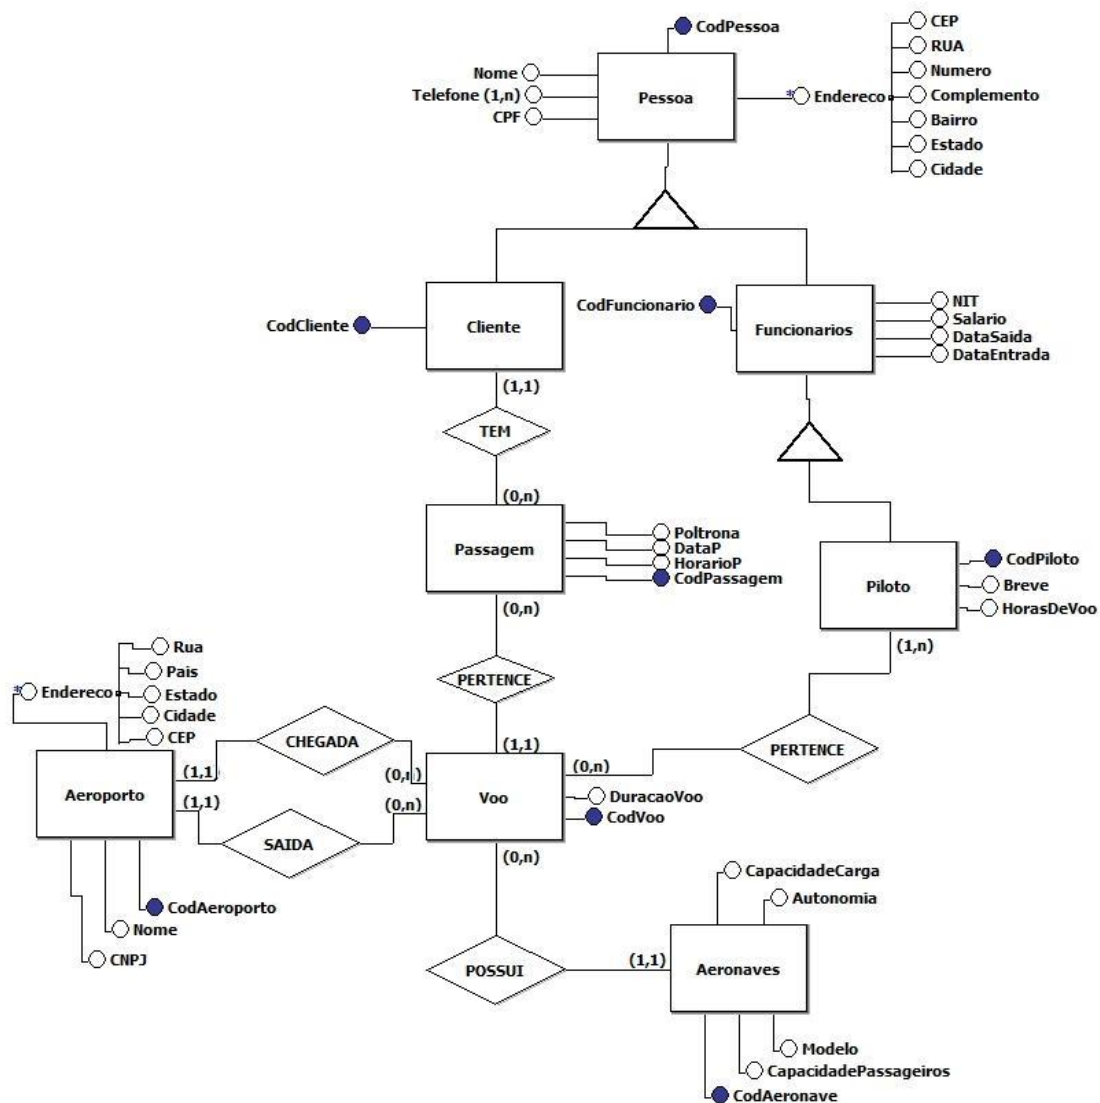 CodPessoa
CEP
RUA
Numero
Complemento
Bairro
Estado
Cidade
Nome
Telefone (1,n)
CPF
Pessoa
* Endereco
CodCliente
Cliente
CodFuncionario
Funcionarios
NIT
Salario
DataSaida
DataEntrada
(1,1)
TEM
(0,n)
Passagem
Poltrona
DataP
HorarioP
CodPassagem
(0,n)
Piloto
CodPiloto
Breve
HorasDeVoo
(1,n)
PERTENCE
(1,1)
PERTENCE
(0,n)
* Endereco
Rua
Pais
Estado
Cidade
CEP
Aeroporto
(1,1)
CHEGADA
(0,n)
(1,1)
SAIDA
(0,n)
Voo
DuracaoVoo
CodVoo
(0,n)
CodAeroporto
Nome
CNPJ
POSSUI
(1,1)
CapacidadeCarga
Autonomia
Aeronaves
Modelo
CapacidadePassageiros
CodAeronave